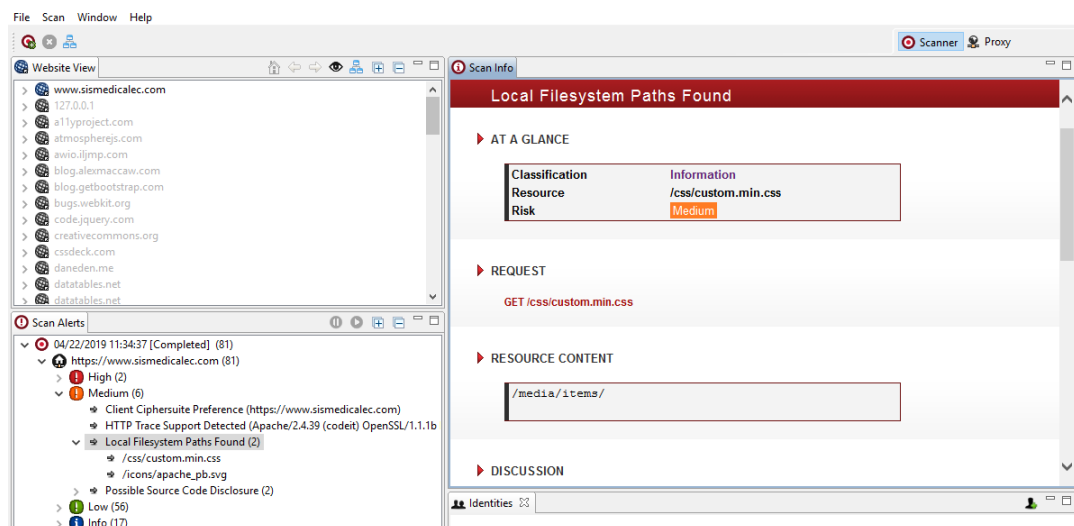 File Scan Window Help
Scanner Proxy
Website View
www.sismedicalec.com
127.0.0.1
a11yproject.com
atmospherejs.com
awio.iljmp.com
blog.alexmaccaw.com
blog.getbootstrap.com
bugs.webkit.org
code.jquery.com
creativecommons.org
cssdeck.com
daneden.me
datatables.net
datatables.net
Scan Alerts
04/22/2019 11:34:37 [Completed] (81)
https://www.sismedicalec.com (81)
High (2)
Medium (6)
Client Ciphersuite Preference (https://www.sismedicalec.com)
HTTP Trace Support Detected (Apache/2.4.39 (codeit) OpenSSL/1.1.1b
Local Filesystem Paths Found (2)
/css/custom.min.css
/icons/apache_pb.svg
Possible Source Code Disclosure (2)
Low (56)
Info (17)
Scan Info
Local Filesystem Paths Found
AT A GLANCE
Classification Information
Resource /css/custom.min.css
Risk Medium
REQUEST
GET /css/custom.min.css
RESOURCE CONTENT
/media/items/
DISCUSSION
Identities